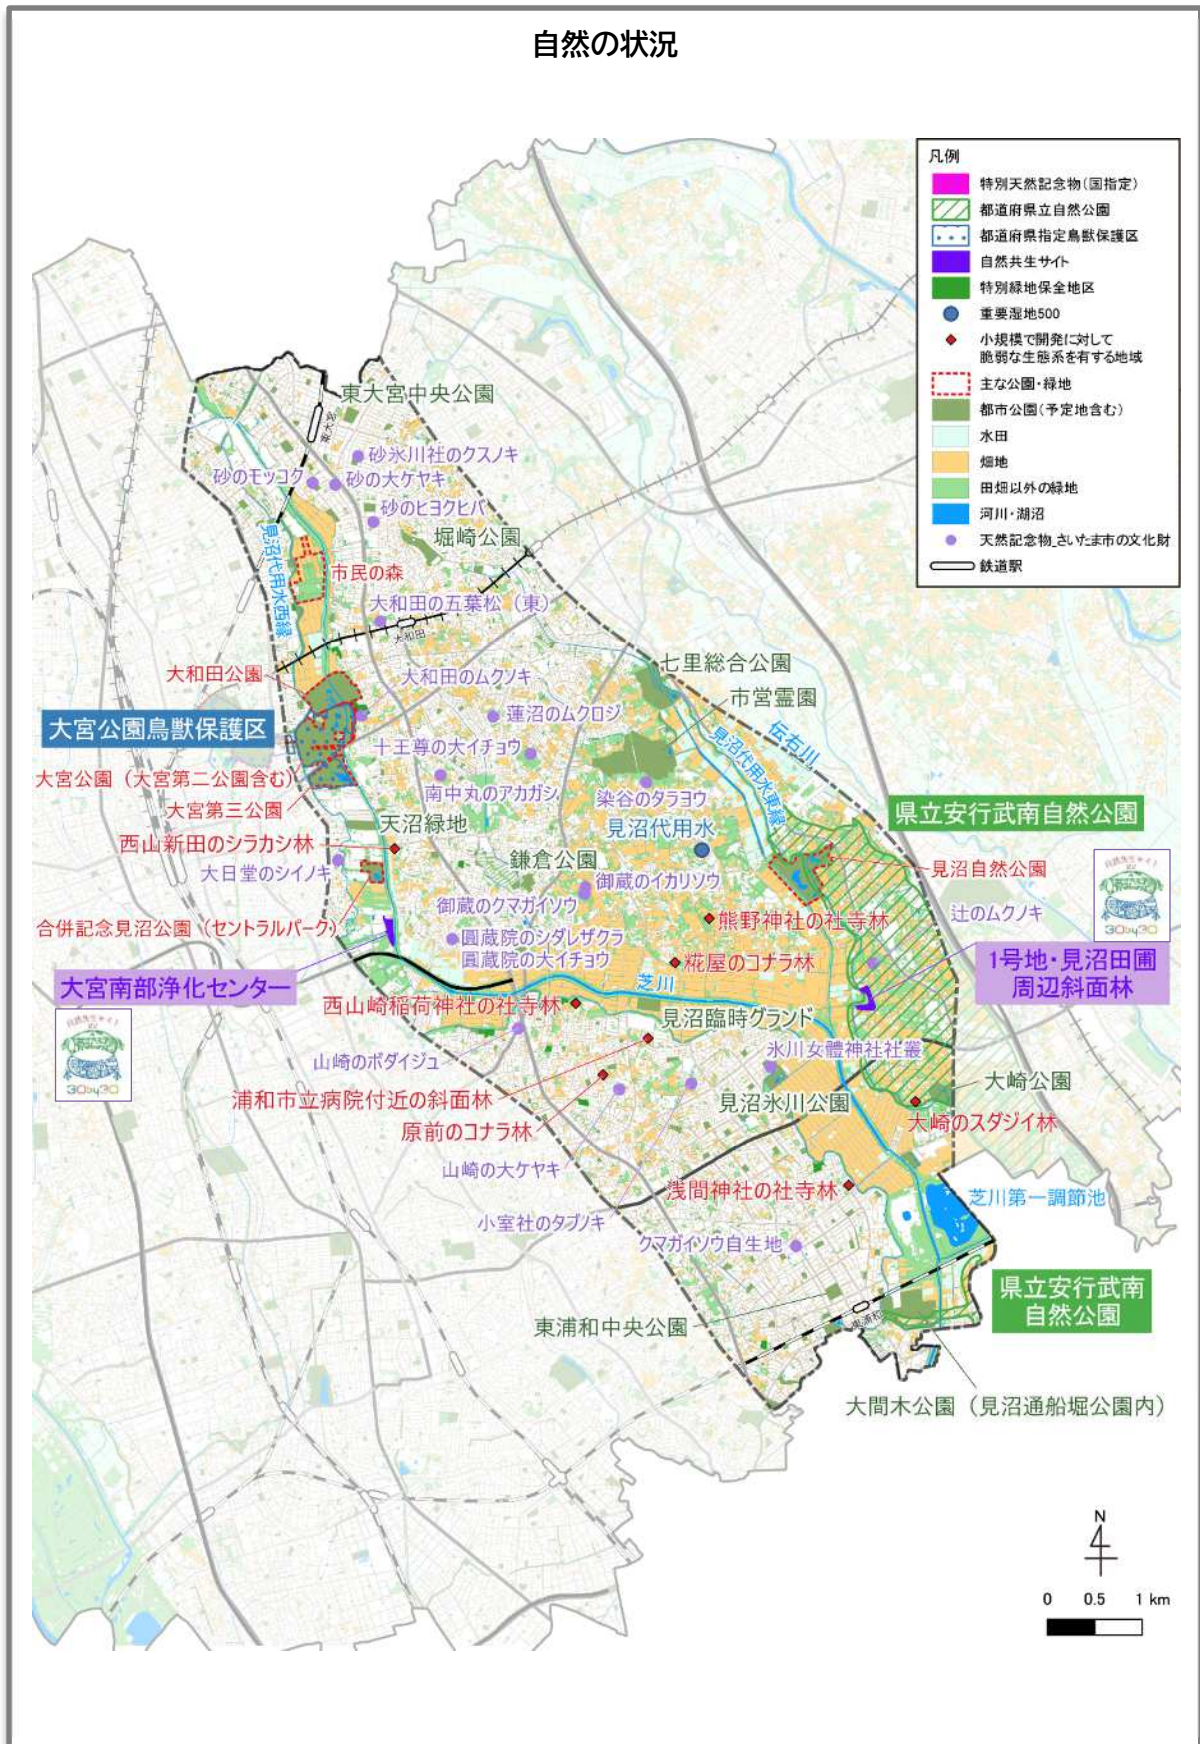 自然の状況
凡例
特別天然記念物(国指定)
都道府県立自然公園
都道府県指定鳥獣保護区
自然共生サイト
特別緑地保全地区
重要湿地500
小規模で開発に対して
脆弱な生態系を有する地域
主な公園・緑地
都市公園(予定地含む)
水田
畑地
田畑以外の緑地
河川・湖沼
天然記念物_さいたま市の文化財
鉄道駅
東大宮中央公園
東大宮
砂氷川社のクスノキ
砂のモッコク
砂の大ケヤキ
砂のヒヨクヒバ
堀崎公園
見沼代用水西縁
市民の森
大和田の五葉松(東)
大和田
大和田公園
大和田のムクノキ
七里総合公園
市営霊園
大宮公園鳥獣保護区
蓮沼のムクロジ
伝右川
見沼代用水東縁
十王尊の大イチョウ
大宮公園(大宮第二公園含む)
南中丸のアカガシ
染谷のタラヨウ
大宮第三公園
県立安行武南自然公園
天沼緑地
見沼代用水
西山新田のシラカシ林
鎌倉公園
大日堂のシイノキ
見沼自然公園
御蔵のイカリソウ
御蔵のクマガイソウ
辻のムクノキ
合併記念見沼公園(セントラルパーク)
熊野神社の社寺林
30by30
圓蔵院のシダレザクラ
圓蔵院の大イチョウ
糀屋のコナラ林
1号地・見沼田圃
周辺斜面林
大宮南部浄化センター
芝川
西山崎稲荷神社の社寺林
見沼臨時グランド
30by30
山崎のボダイジュ
氷川女體神社社叢
大崎公園
浦和市立病院付近の斜面林
見沼氷川公園
大崎のスダジイ林
原前のコナラ林
山崎の大ケヤキ
浅間神社の社寺林
芝川第一調節池
小室社のタブノキ
クマガイソウ自生地
県立安行武南
自然公園
東浦和中央公園
東浦和
大間木公園(見沼通船堀公園内)
N
0 0.5 1 km